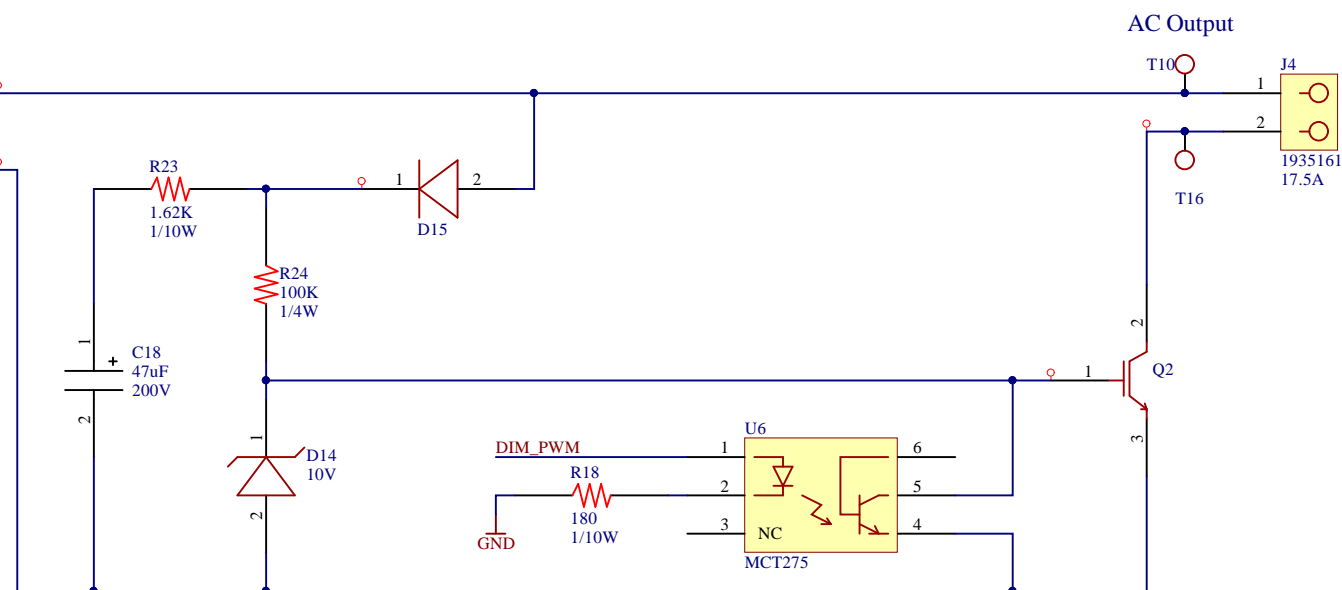 AC Output
T10
J4
1
2
1935161
17.5A
T16
R23
1.62K
1/10W
1
2
D15
R24
100K
1/4W
1
+
C18
47uF
200V
2
2
1
Q2
3
1
D14
10V
2
U6
DIM_PWM
1
6
R18
2
5
180
1/10W
3
NC
4
GND
MCT275